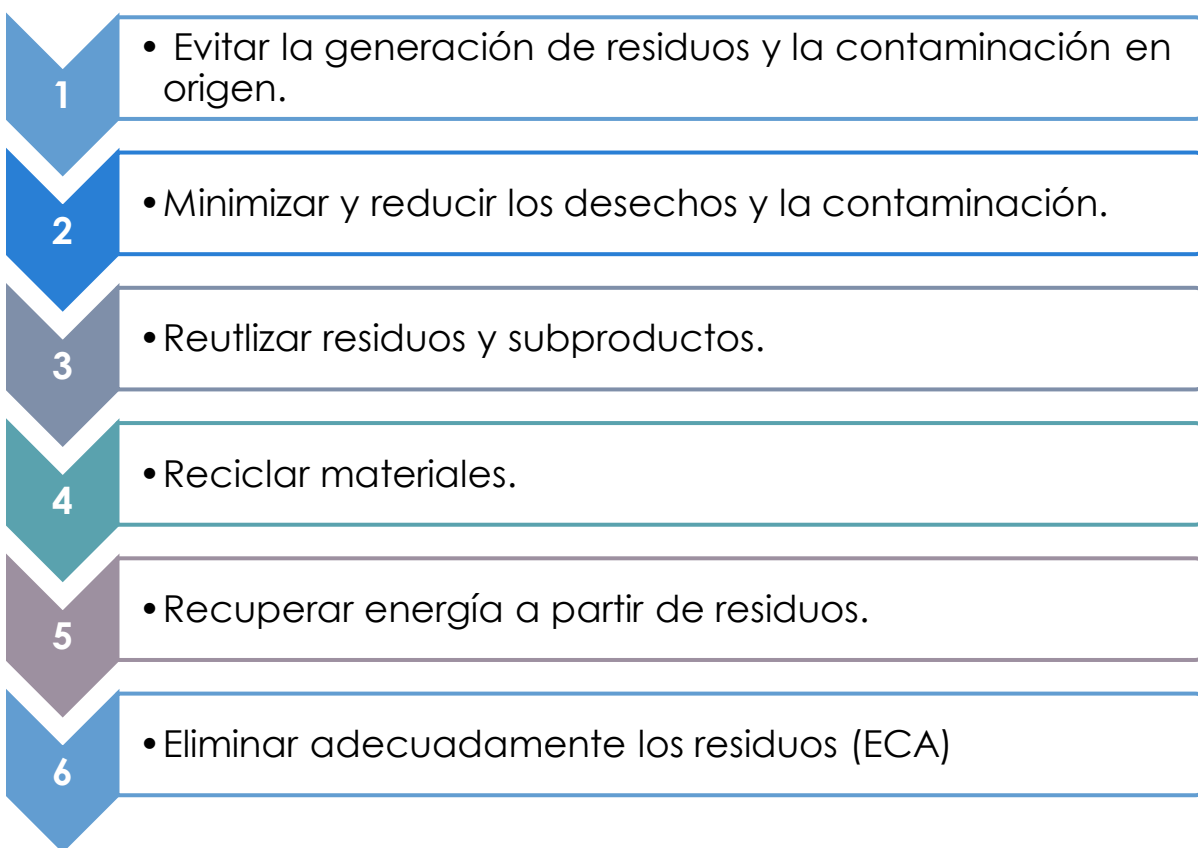 1
• Evitar la generación de residuos y la contaminación en
origen.
2
• Minimizar y reducir los desechos y la contaminación.
3
• Reutlizar residuos y subproductos.
4
• Reciclar materiales.
5
• Recuperar energía a partir de residuos.
6
• Eliminar adecuadamente los residuos (ECA)